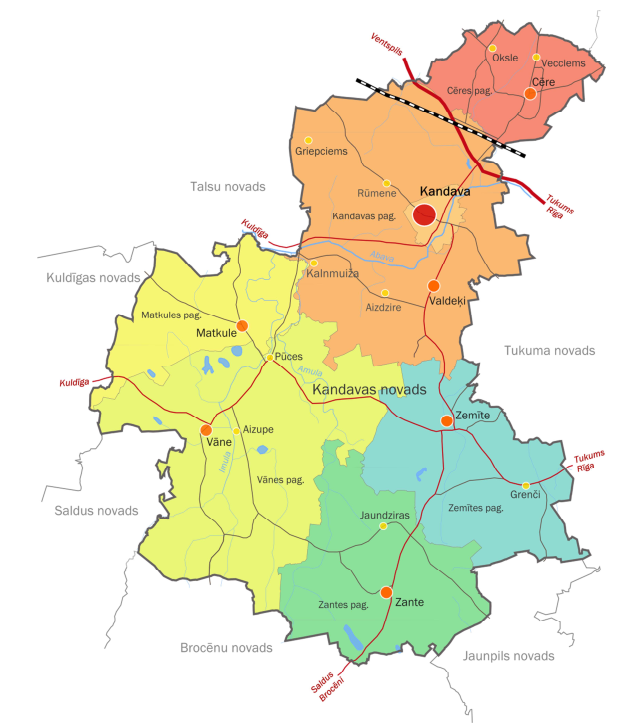 Ventspils
Oksle
Vecciems
Cēre
Cēres pag.
Griepciems
Talsu novads
Rūmene
Kandava
Kandavas pag.
Tukums
Rīga
Kuldīga
Abava
Kuldīgas novads
Kalnmuiža
Valdeķi
Aizdzire
Matkules pag.
Matkule
Pūces
Tukuma novads
Amula
Kuldīga
Kandavas novads
Zemīte
Vāne
Aizupe
Imula
Tukums
Rīga
Vānes pag.
Grenči
Saldus novads
Zemītes pag.
Jaundziras
Zante
Zantes pag.
Brocēnu novads
Jaunpils novads
Saldus
Brocēni